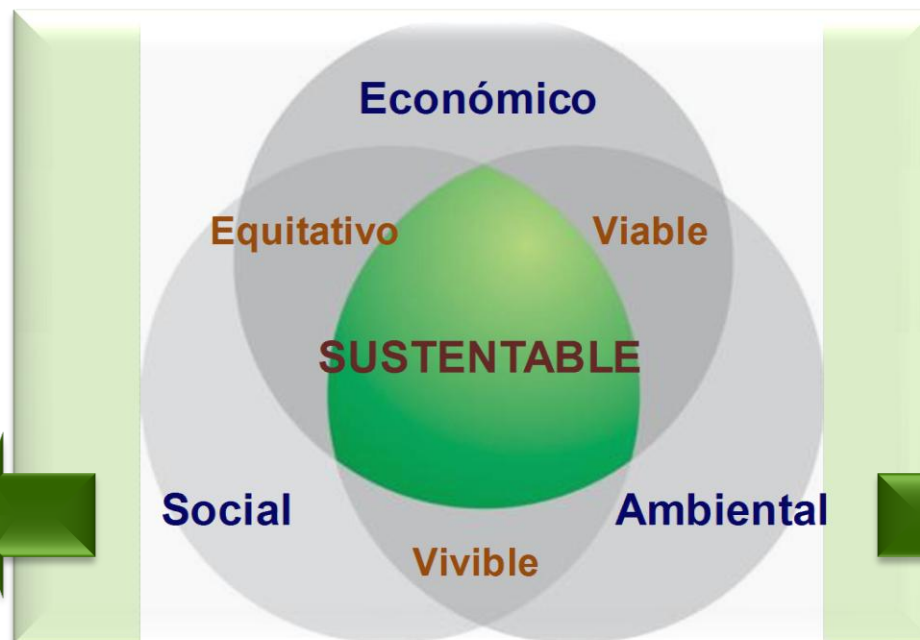 Económico
Equitativo
Viable
SUSTENTABLE
Social
Ambiental
Vivible